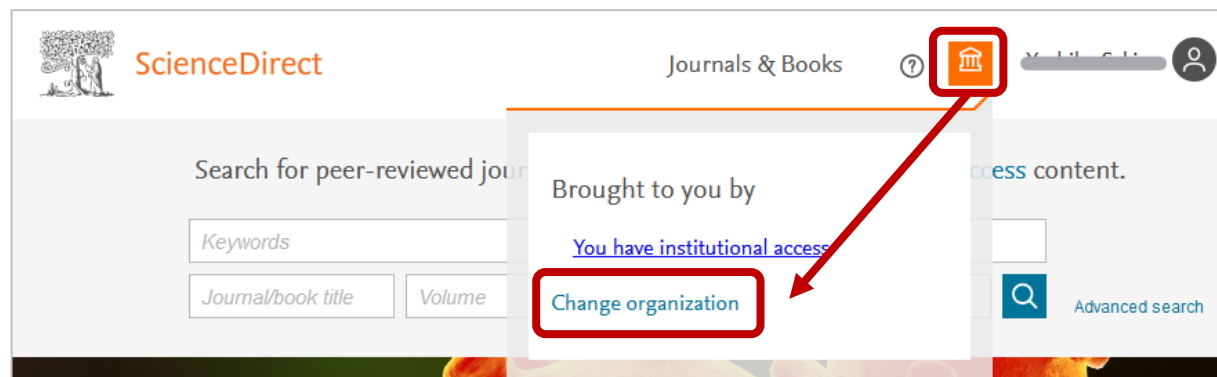 ScienceDirect
Journals & Books
?
Search for peer-reviewed jour
ccess content.
Brought to you by
Keywords
You have institutional access
Journal/book title
Volume
Change organization
Advanced search